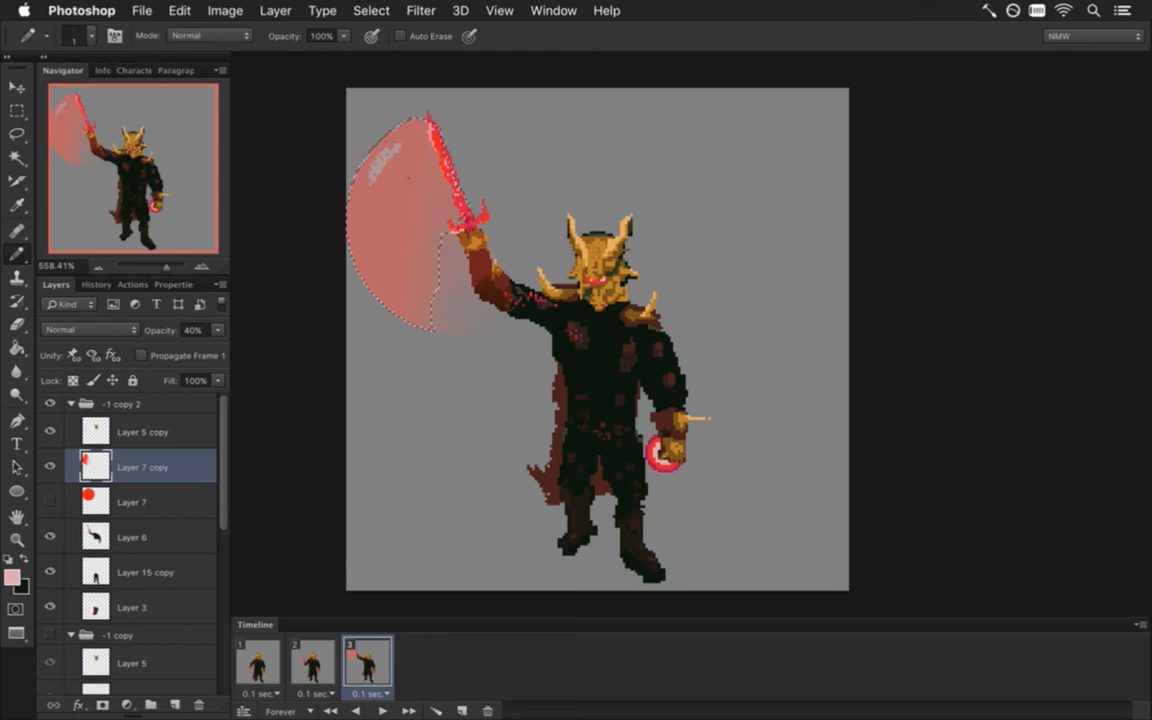 Photoshop File Edit Image Layer Type Select Filter 3D View Window Help
1 Mode: Normal Opacity: 100% Auto Erase NMW
Navigator Info Characte Paragrap
558.41%
Layers History Actions Propertie
Kind
Normal Opacity: 40%
Unify: Propagate Frame 1
Lock: Fill: 100%
-1 copy 2
Layer 5 copy
Layer 7 copy
Layer 7
Layer 6
Layer 15 copy
Layer 3
-1 copy
Layer 5
Timeline
1 2 3
0.1 sec. 0.1 sec. 0.1 sec.
Forever